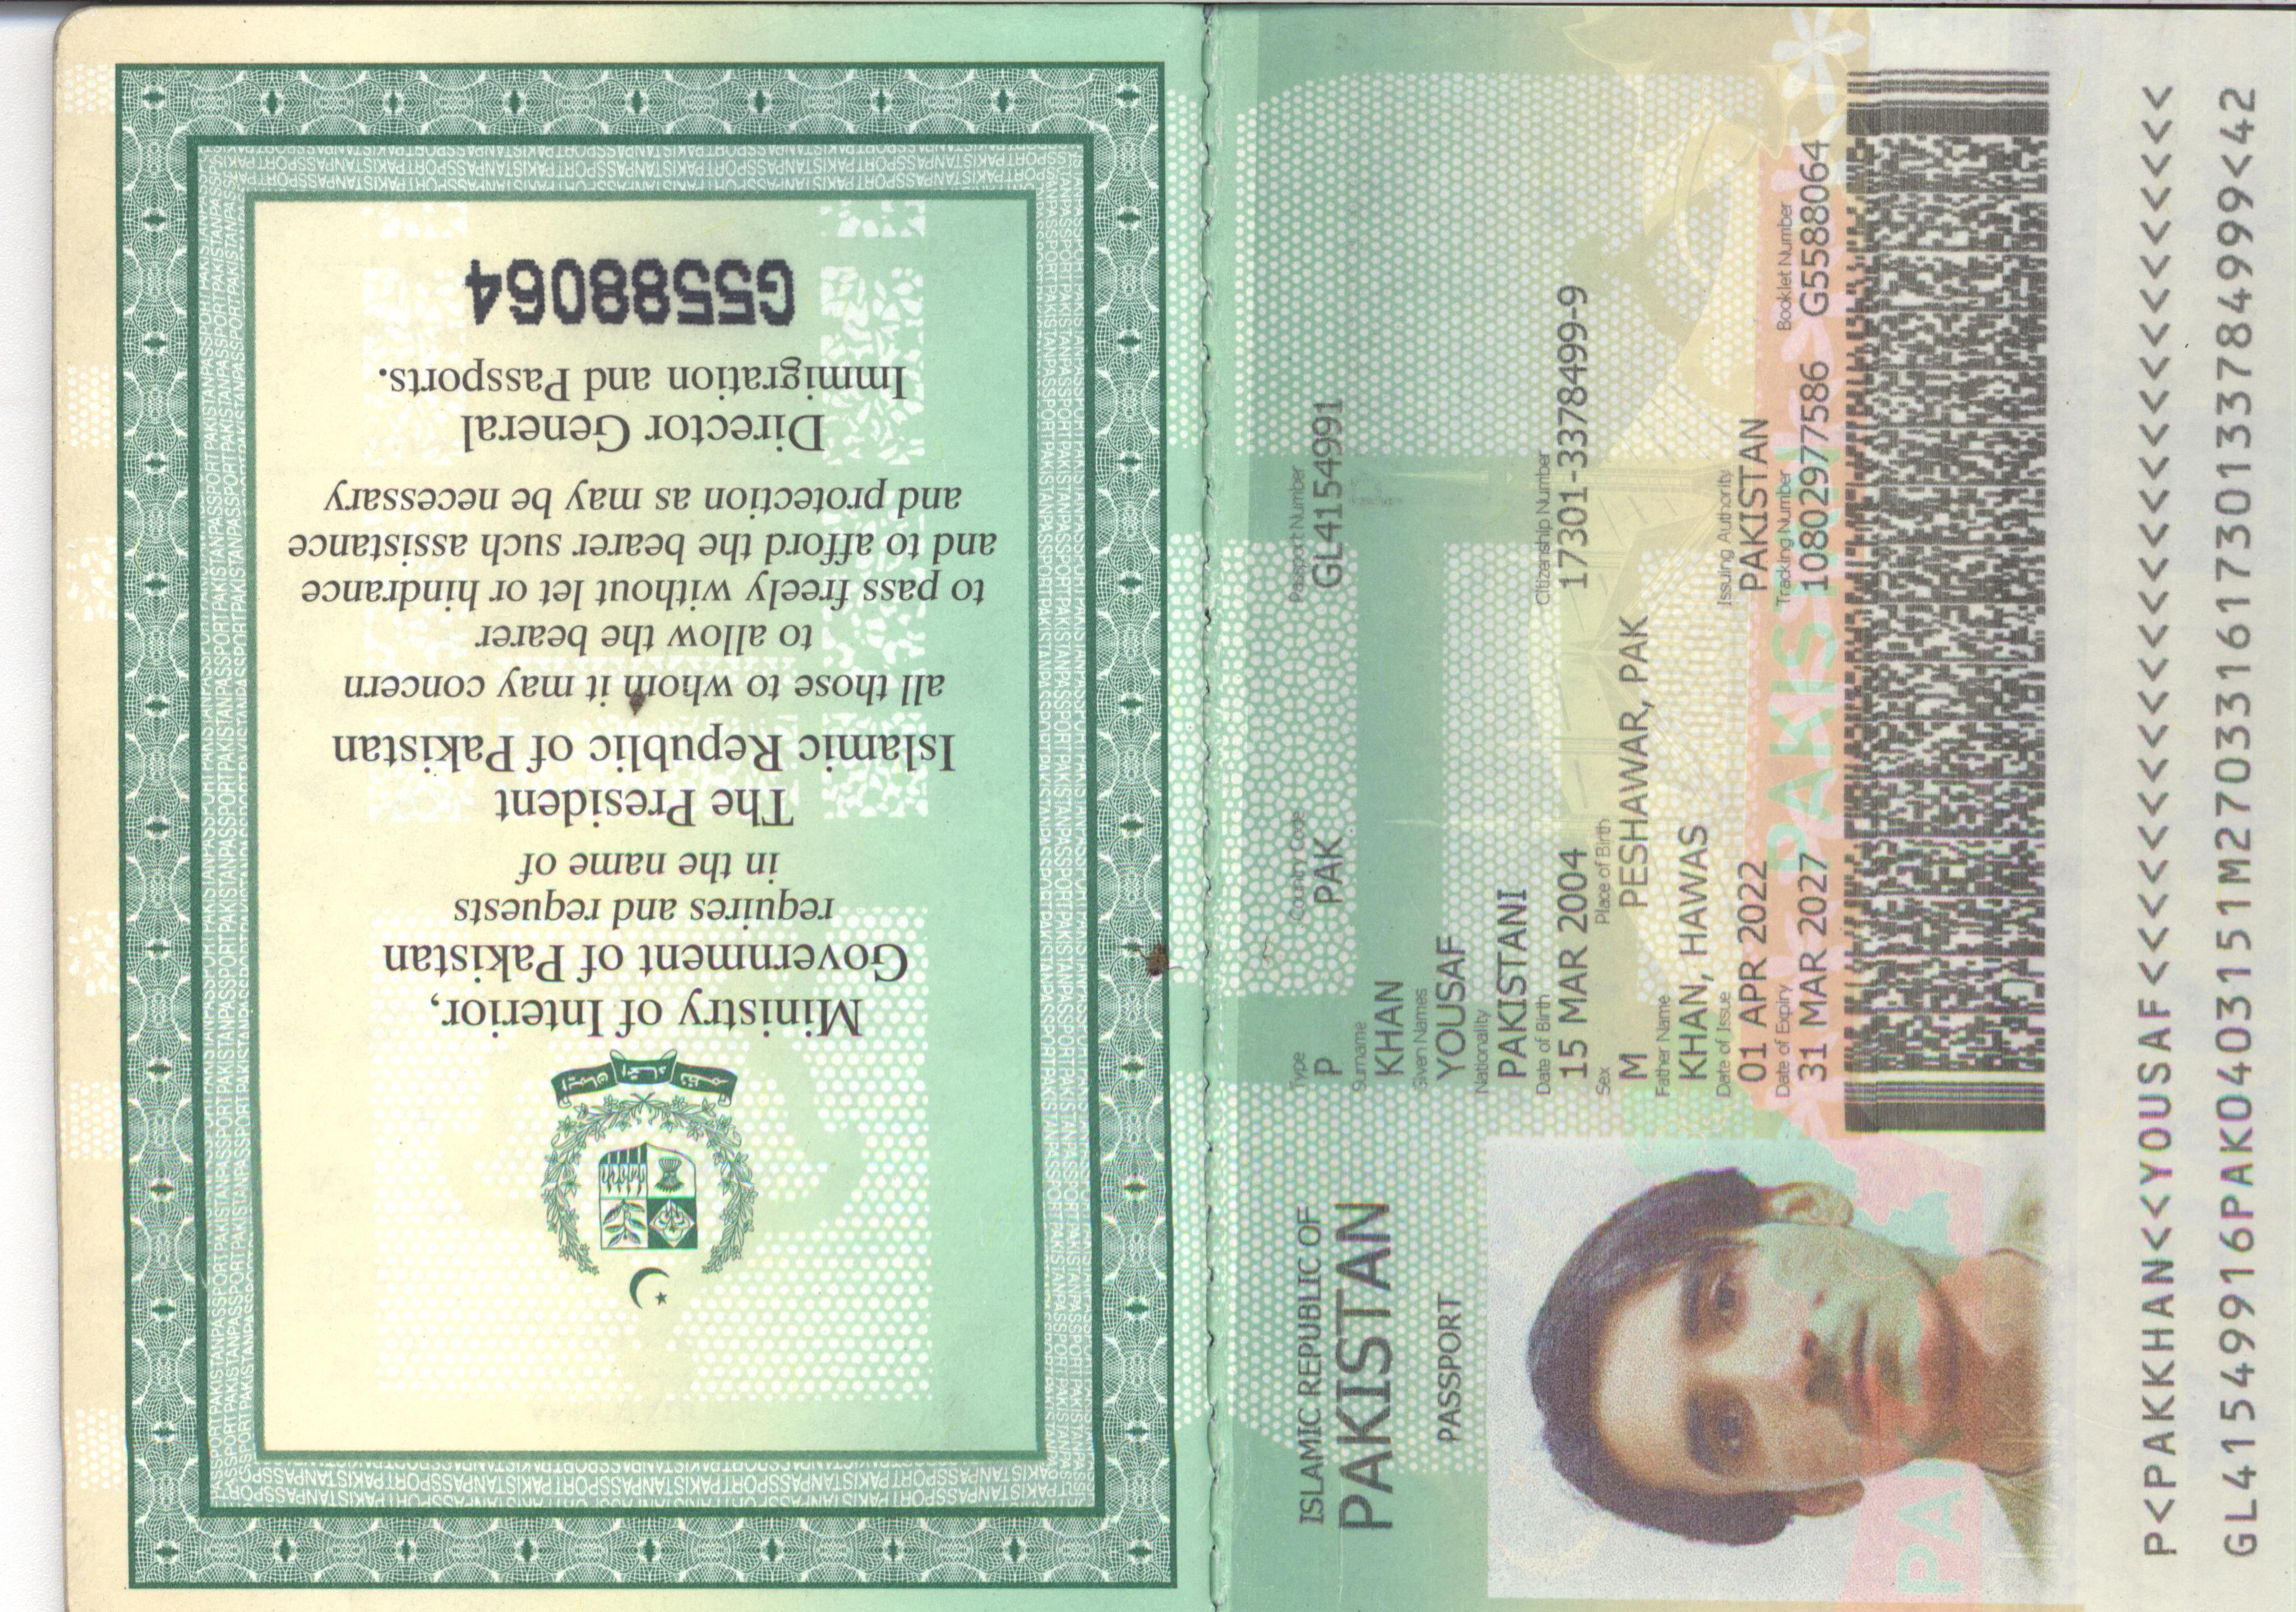 Ministry of Interior,
Government of Pakistan
requires and requests
in the name of
The President
Islamic Republic of Pakistan
all those to whom it may concern
to allow the bearer
to pass freely without let or hindrance
and to afford the bearer such assistance
and protection as may be necessary
Director General
Immigration and Passports.
G5588064
ISLAMIC REPUBLIC OF
PAKISTAN
PASSPORT
Type Country Code Passport Number
P PAK GL4154991
Surname
KHAN
Given Names
YOUSAF
Nationality
PAKISTANI
Date of Birth Citizenship Number
15 MAR 2004 17301-3378499-9
Sex Place of Birth
M PESHAWAR, PAK
Father Name
KHAN, HAWAS
Date of Issue Issuing Authority
01 APR 2022 PAKISTAN
Date of Expiry Tracking Number Booklet Number
31 MAR 2027 10802977586 G5588064
PAKISTAN
PAK
P<PAKKHAN<<YOUSAF<<<<<<<<<<<<<<<<<<<<<<<<<<<
GL41549916PAK0403151M27033161730133784999<42